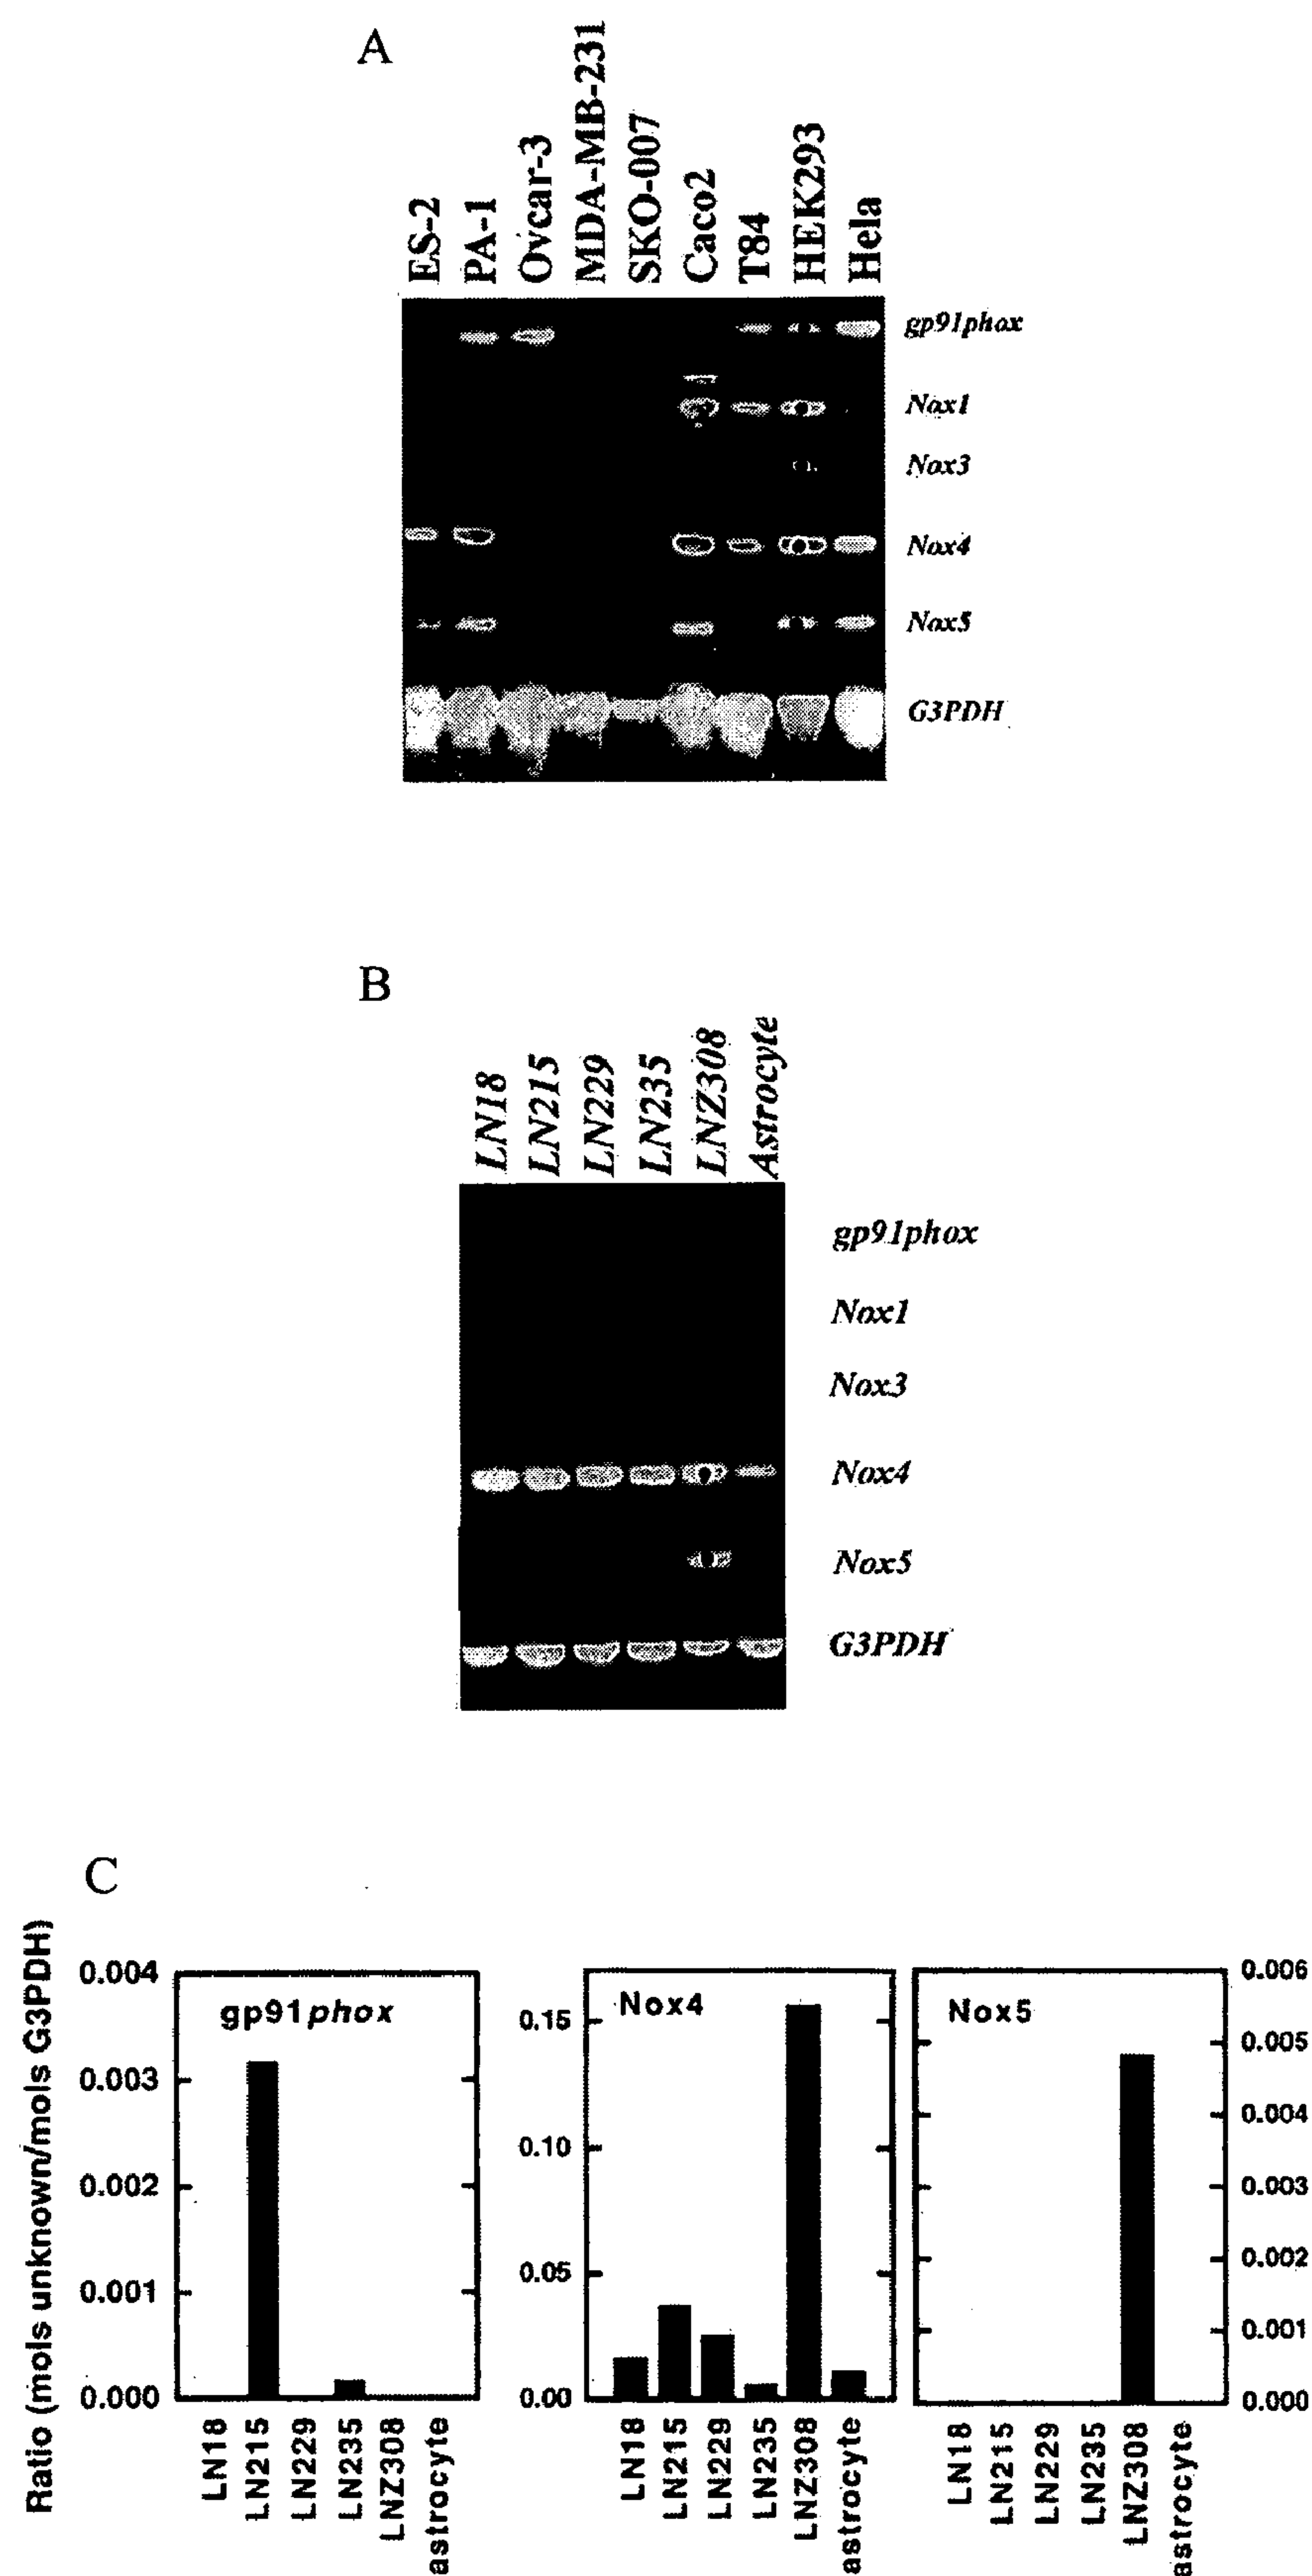 A
ES-2
PA-1
Ovcar-3
MDA-MB-231
SKO-007
Caco2
T84
HEK293
Hela
gp91phox
Nox1
Nox3
Nox4
Nox5
G3PDH
B
LN18
LN215
LN229
LN235
LNZ308
Astrocyte
gp91phox
Nox1
Nox3
Nox4
Nox5
G3PDH
C
Ratio (mols unknown/mols G3PDH)
0.004
0.003
0.002
0.001
0.000
gp91phox
LN18
LN215
LN229
LN235
LNZ308
astrocyte
0.15
0.10
0.05
0.00
Nox4
LN18
LN215
LN229
LN235
LNZ308
astrocyte
Nox5
0.006
0.005
0.004
0.003
0.002
0.001
0.000
LN18
LN215
LN229
LN235
LNZ308
astrocyte